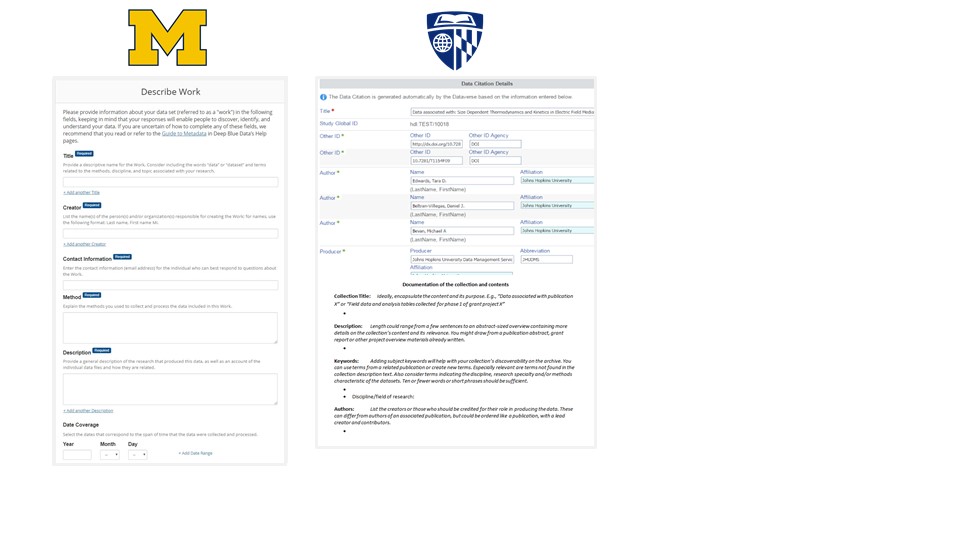 M
Describe Work
Please provide information about your data set (referred to as a "work") in the following
fields, keeping in mind that your responses will enable people to discover, identify, and
understand your data. If you are uncertain of how to complete any of these fields, we
recommend that you read or refer to the Guide to Metadata in Deep Blue Data's Help
pages.
Title Required
Provide a descriptive name for the Work. Consider including the words "data" or "dataset" and terms
related to the methods, discipline, and topic associated with your research.
+ Add another Title
Creator Required
List the name(s) of the person(s) and/or organization(s) responsible for creating the Work; for names, use
the following format: Last name, First name MI.
+ Add another Creator
Contact Information Required
Enter the contact information (email address) for the individual who can best respond to questions about
the Work.
Method Required
Explain the methods you used to collect and process the data included in this Work.
Description Required
Provide a general description of the research that produced this data, as well as an account of the
individual data files and how they are related.
+ Add another Description
Date Coverage
Select the dates that correspond to the span of time that the data were collected and processed.
Year Month Day
+ Add Date Range
Data Citation Details
The Data Citation is generated automatically by the Dataverse based on the information entered below.
Title * Data associated with: Size Dependent Thermodynamics and Kinetics in Electric Field Media
Study Global ID hdl:TEST/10018
Other ID * Other ID Other ID Agency
http://dx.doi.org/10.728 DOI
Other ID * Other ID Other ID Agency
DOI
Author * Name Affiliation
Edwards, Tara D. Johns Hopkins University
(LastName, FirstName)
Author * Name Affiliation
Beltran-Villegas, Daniel J. Johns Hopkins University
(LastName, FirstName)
Author * Name Affiliation
Bevan, Michael A Johns Hopkins University
(LastName, FirstName)
Producer * Producer Abbreviation
Johns Hopkins University Data Management Servic JHUDMS
Affiliation
Documentation of the collection and contents
Collection Title: Ideally, encapsulate the content and its purpose. E.g., "Data associated with publication
X" or "Field data and analysis tables collected for phase 1 of grant project X"
Description: Length could range from a few sentences to an abstract-sized overview containing more
details on the collection's content and its relevance. You might draw from a publication abstract, grant
report or other project overview materials already written.
Keywords: Adding subject keywords will help with your collection's discoverability on the archive. You
can use terms from a related publication or create new terms. Especially relevant are terms not found in the
collection description text. Also consider terms indicating the discipline, research specialty and/or methods
characteristic of the datasets. Ten or fewer words or short phrases should be sufficient.
Discipline/field of research:
Authors: List the creators or those who should be credited for their role in producing the data. These
can differ from authors of an associated publication, but could be ordered like a publication, with a lead
creator and contributors.